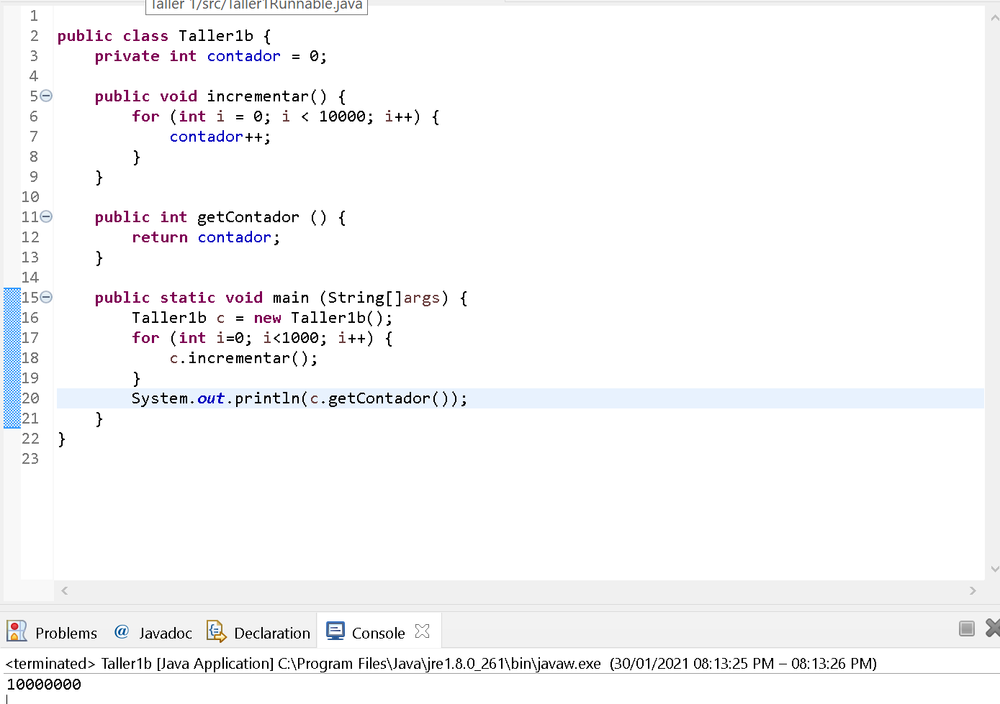 Taller 1/src/Taller1Runnable.java
1
2 public class Taller1b {
3     private int contador = 0;
4
5     public void incrementar() {
6         for (int i = 0; i < 10000; i++) {
7             contador++;
8         }
9     }
10
11     public int getContador () {
12         return contador;
13     }
14
15     public static void main (String[]args) {
16         Taller1b c = new Taller1b();
17         for (int i=0; i<1000; i++) {
18             c.incrementar();
19         }
20         System.out.println(c.getContador());
21     }
22 }
23
Problems @ Javadoc Declaration Console
<terminated> Taller1b [Java Application] C:\Program Files\Java\jre1.8.0_261\bin\javaw.exe (30/01/2021 08:13:25 PM – 08:13:26 PM)
10000000